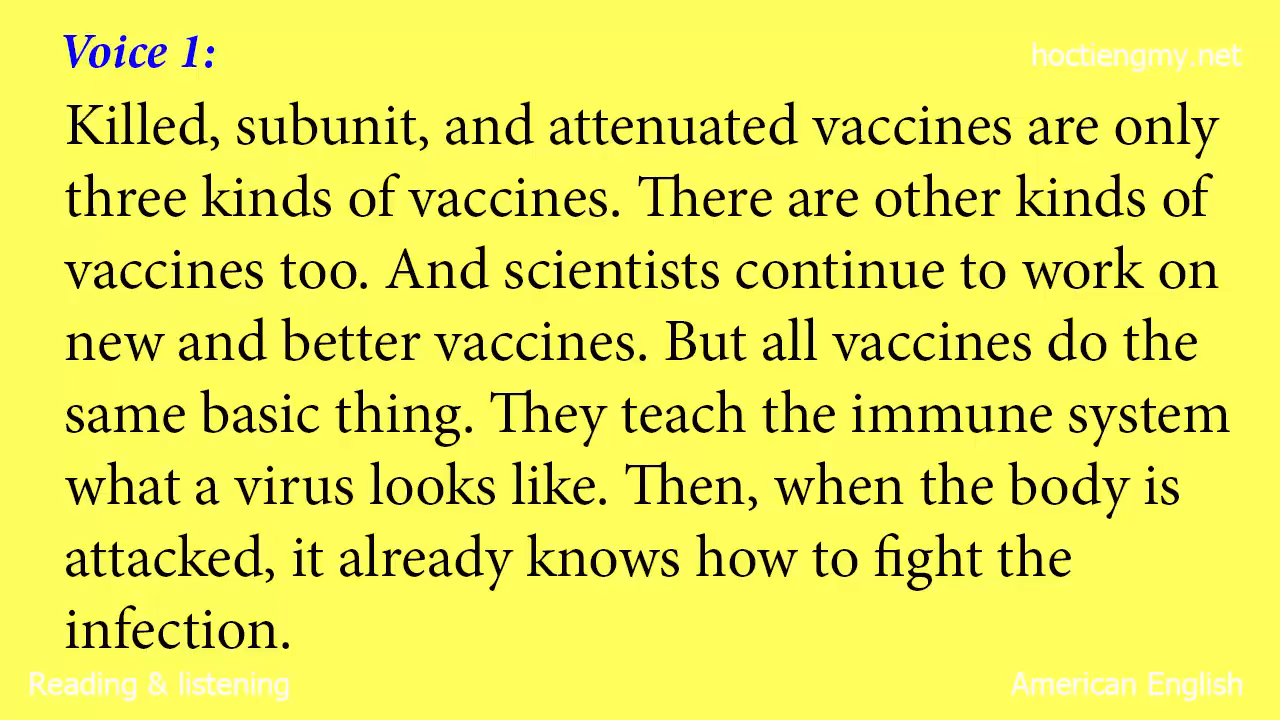 Voice 1:
hoctiengmy.net
Killed, subunit, and attenuated vaccines are only
three kinds of vaccines. There are other kinds of
vaccines too. And scientists continue to work on
new and better vaccines. But all vaccines do the
same basic thing. They teach the immune system
what a virus looks like. Then, when the body is
attacked, it already knows how to fight the
infection.
Reading & listening
American English